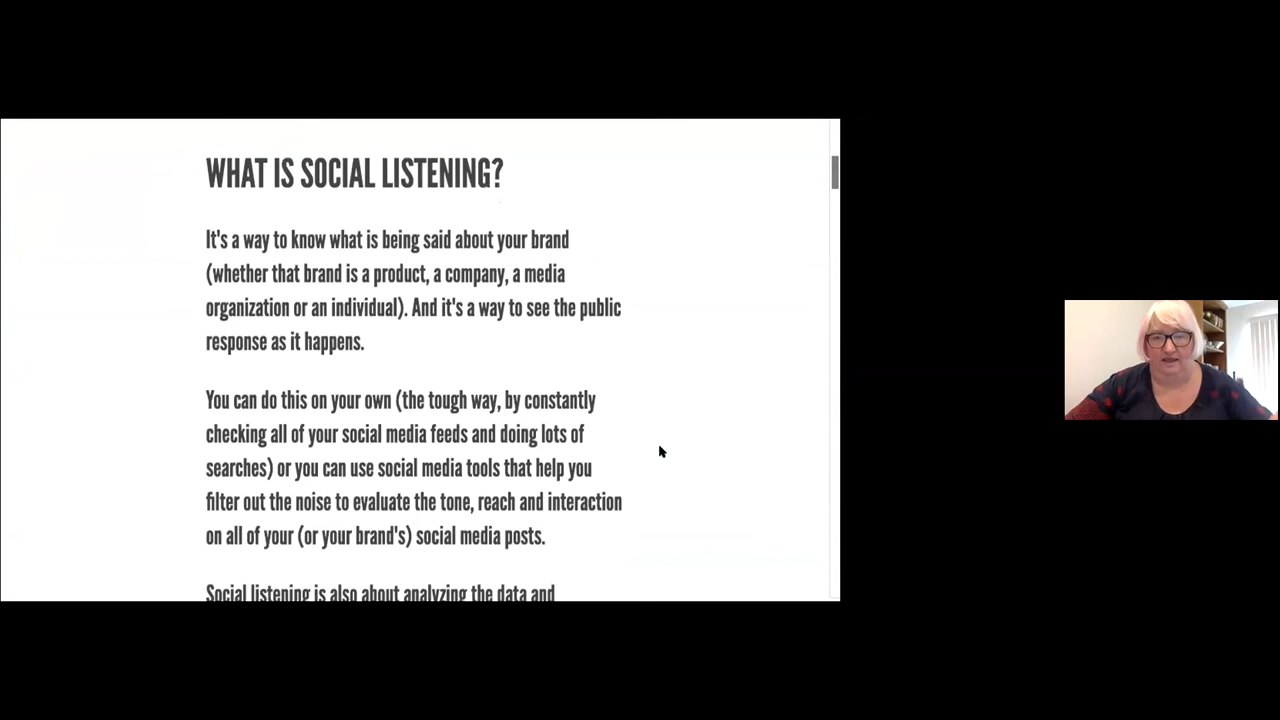 WHAT IS SOCIAL LISTENING?
It's a way to know what is being said about your brand
(whether that brand is a product, a company, a media
organization or an individual). And it's a way to see the public
response as it happens.
You can do this on your own (the tough way, by constantly
checking all of your social media feeds and doing lots of
searches) or you can use social media tools that help you
filter out the noise to evaluate the tone, reach and interaction
on all of your (or your brand's) social media posts.
Social listening is also about analyzing the data and